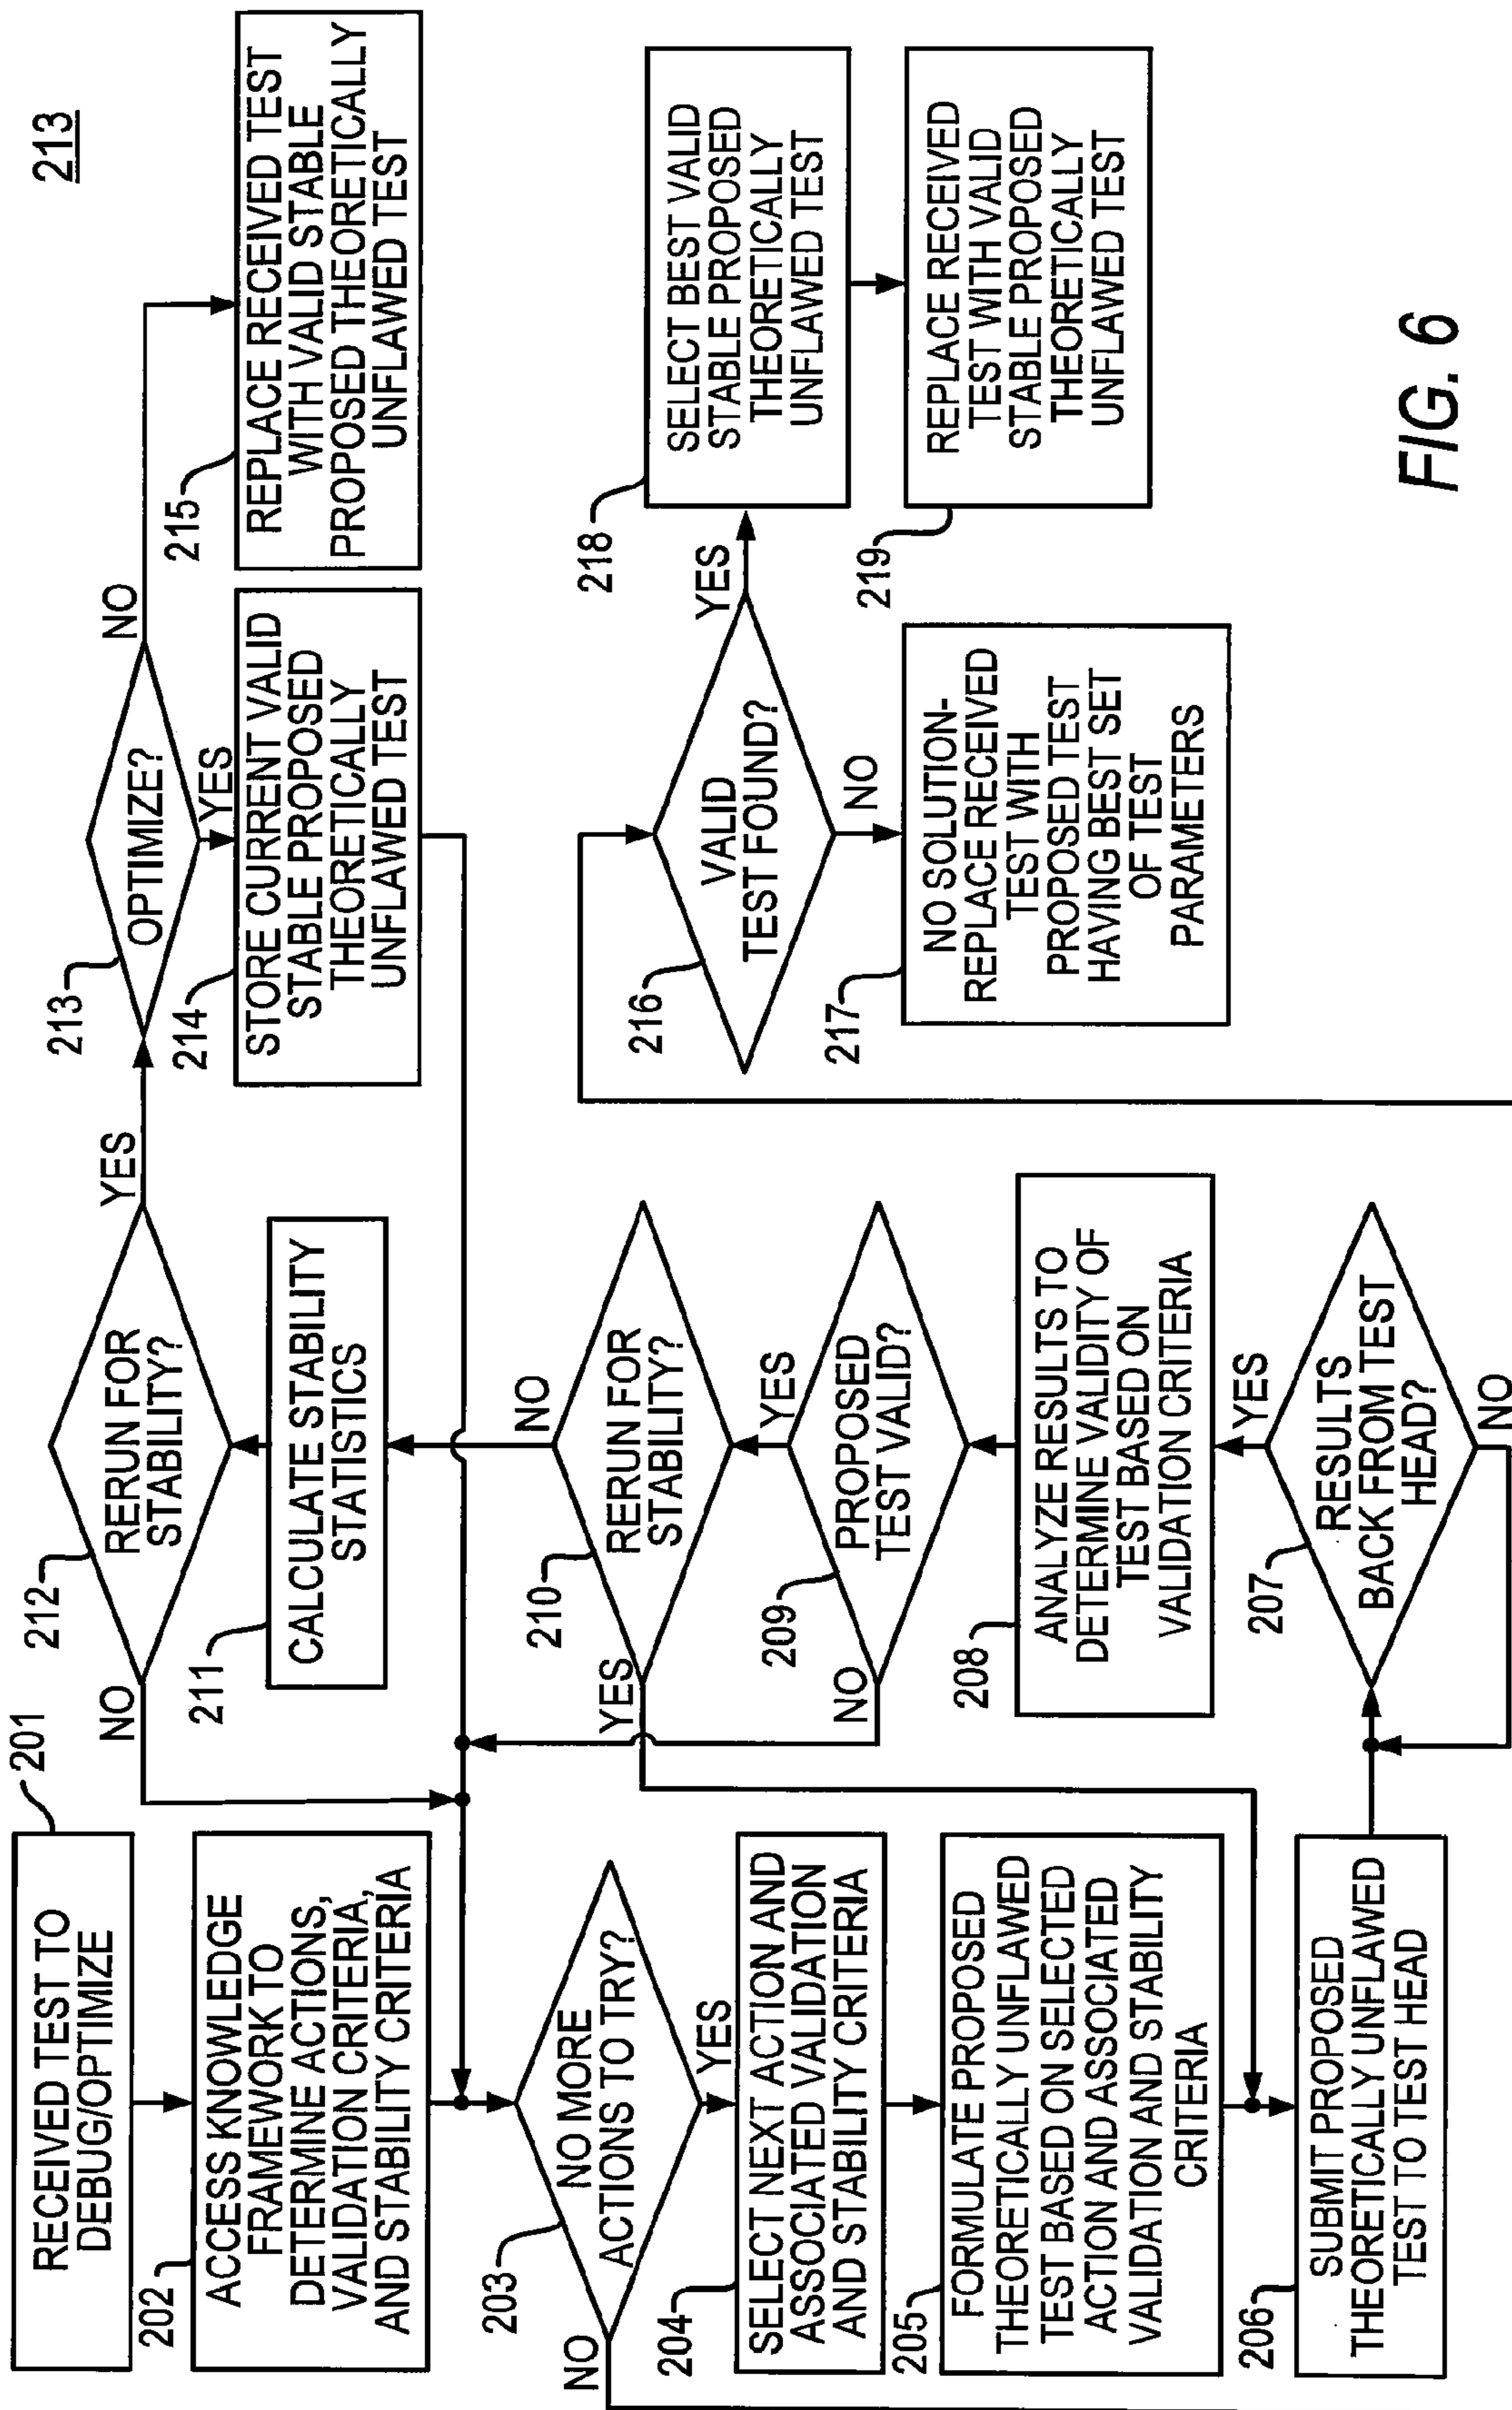 213
201
RECEIVED TEST TO
DEBUG/OPTIMIZE
202
ACCESS KNOWLEDGE
FRAMEWORK TO
DETERMINE ACTIONS,
VALIDATION CRITERIA,
AND STABILITY CRITERIA
203
NO MORE
ACTIONS TO TRY?
NO
YES
204
SELECT NEXT ACTION AND
ASSOCIATED VALIDATION
AND STABILITY CRITERIA
205
FORMULATE PROPOSED
THEORETICALLY UNFLAWED
TEST BASED ON SELECTED
ACTION AND ASSOCIATED
VALIDATION AND STABILITY
CRITERIA
206
SUBMIT PROPOSED
THEORETICALLY UNFLAWED
TEST TO TEST HEAD
207
RESULTS
BACK FROM TEST
HEAD?
NO
YES
208
ANALYZE RESULTS TO
DETERMINE VALIDITY OF
TEST BASED ON
VALIDATION CRITERIA
209
PROPOSED
TEST VALID?
NO
YES
210
RERUN FOR
STABILITY?
YES
NO
211
CALCULATE STABILITY
STATISTICS
212
RERUN FOR
STABILITY?
NO
YES
213
OPTIMIZE?
NO
YES
214
STORE CURRENT VALID
STABLE PROPOSED
THEORETICALLY
UNFLAWED TEST
215
REPLACE RECEIVED TEST
WITH VALID STABLE
PROPOSED THEORETICALLY
UNFLAWED TEST
216
VALID
TEST FOUND?
YES
NO
217
NO SOLUTION-
REPLACE RECEIVED
TEST WITH
PROPOSED TEST
HAVING BEST SET
OF TEST
PARAMETERS
218
SELECT BEST VALID
STABLE PROPOSED
THEORETICALLY
UNFLAWED TEST
219
REPLACE RECEIVED
TEST WITH VALID
STABLE PROPOSED
THEORETICALLY
UNFLAWED TEST
FIG. 6